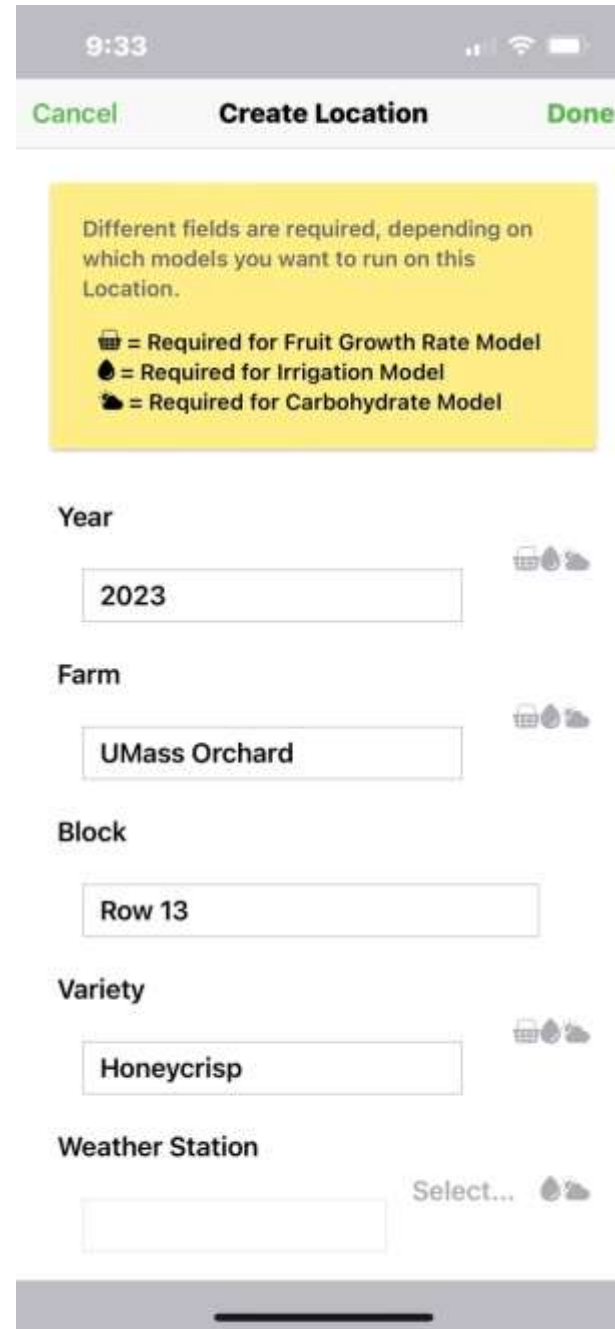 9:33
Cancel Create Location Done
Different fields are required, depending on
which models you want to run on this
Location.
= Required for Fruit Growth Rate Model
= Required for Irrigation Model
= Required for Carbohydrate Model
Year
2023
Farm
UMass Orchard
Block
Row 13
Variety
Honeycrisp
Weather Station
Select...